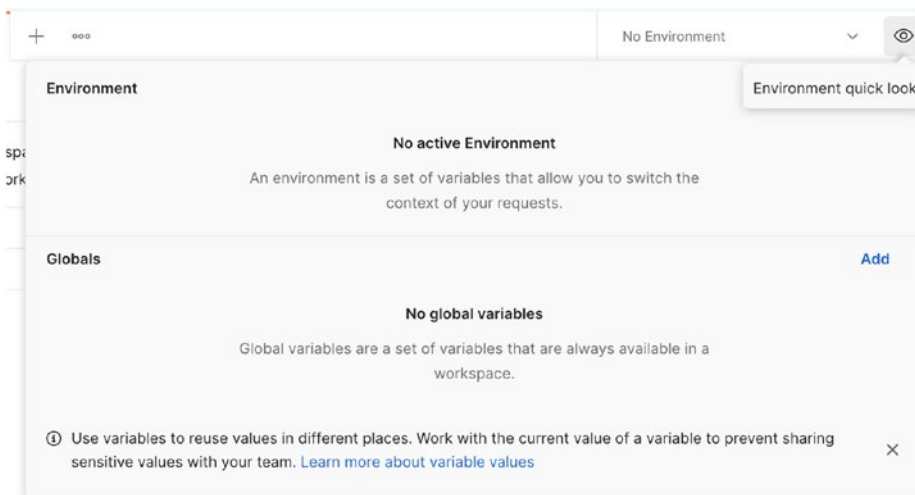 No Environment
Environment
Environment quick look
No active Environment
An environment is a set of variables that allow you to switch the
context of your requests.
Globals
Add
No global variables
Global variables are a set of variables that are always available in a
workspace.
Use variables to reuse values in different places. Work with the current value of a variable to prevent sharing
sensitive values with your team. Learn more about variable values